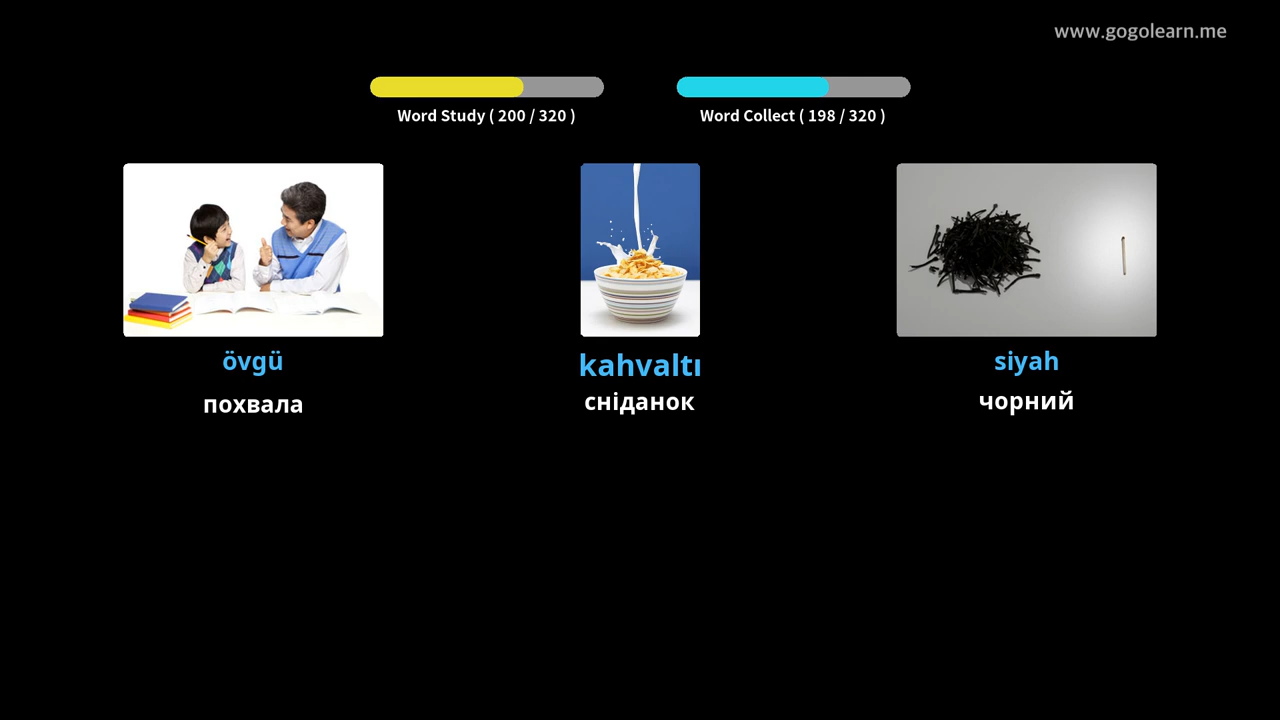 www.gogolearn.me
Word Study ( 200 / 320 )
Word Collect ( 198 / 320 )
övgü
похвала
kahvaltı
сніданок
siyah
чорний